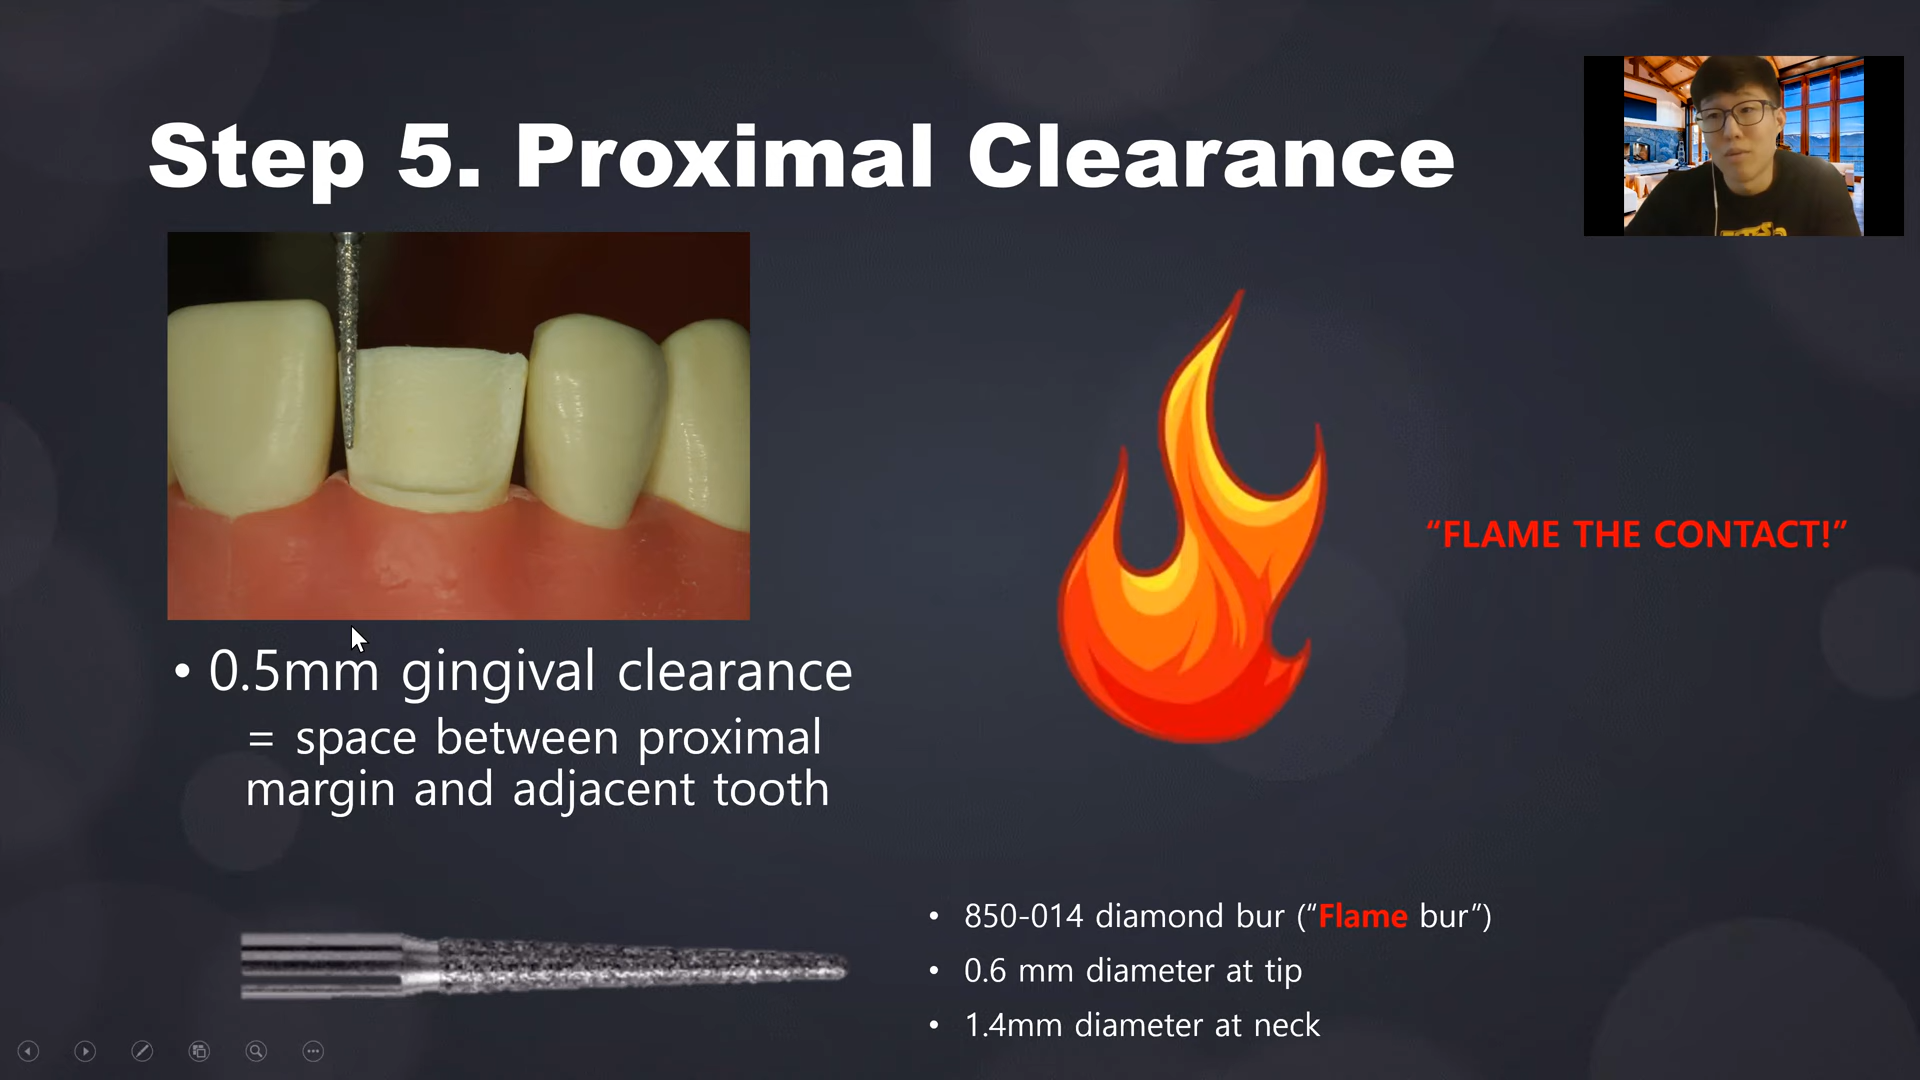 Step 5. Proximal Clearance
“FLAME THE CONTACT!”
• 0.5mm gingival clearance
= space between proximal
margin and adjacent tooth
• 850-014 diamond bur (“Flame bur”)
• 0.6 mm diameter at tip
• 1.4mm diameter at neck